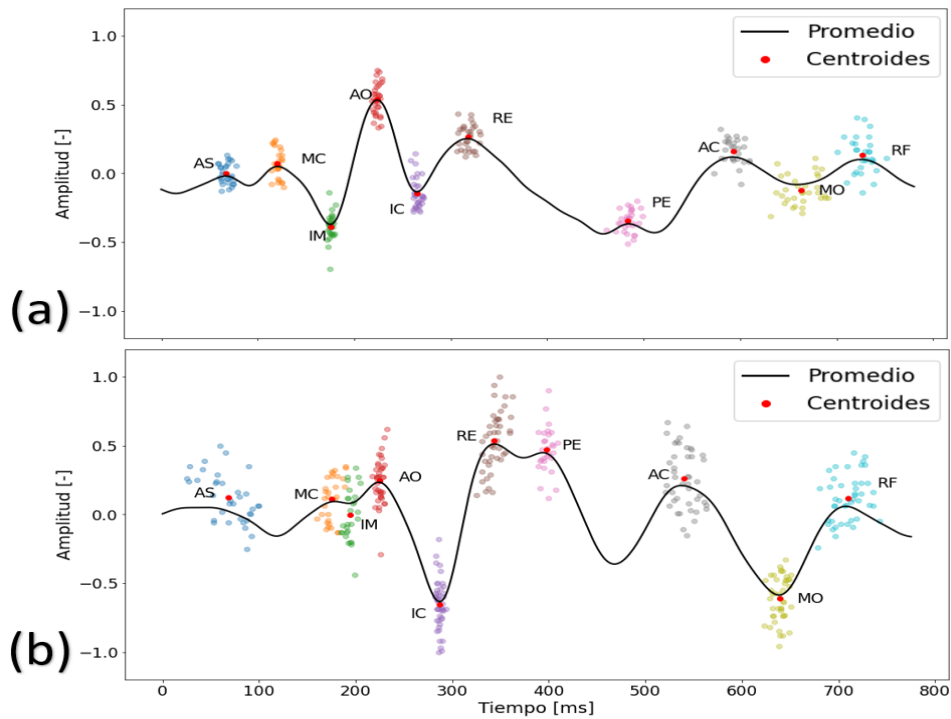 (a)
Amplitud [-]
1.0
0.5
0.0
−0.5
−1.0
Promedio
Centroides
AS
MC
IM
AO
IC
RE
PE
AC
MO
RF
(b)
Amplitud [-]
1.0
0.5
0.0
−0.5
−1.0
Promedio
Centroides
AS
MC
IM
AO
IC
RE
PE
AC
MO
RF
0 100 200 300 400 500 600 700 800
Tiempo [ms]